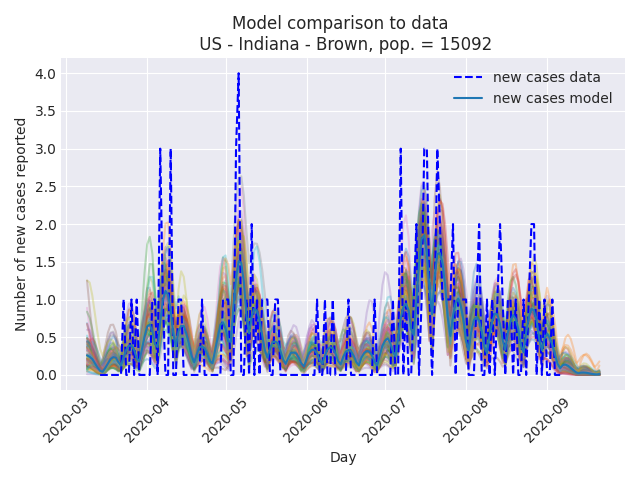 Model comparison to data
US - Indiana - Brown, pop. = 15092
new cases data
new cases model
Number of new cases reported
4.0
3.5
3.0
2.5
2.0
1.5
1.0
0.5
0.0
2020-03
2020-04
2020-05
2020-06
2020-07
2020-08
2020-09
Day